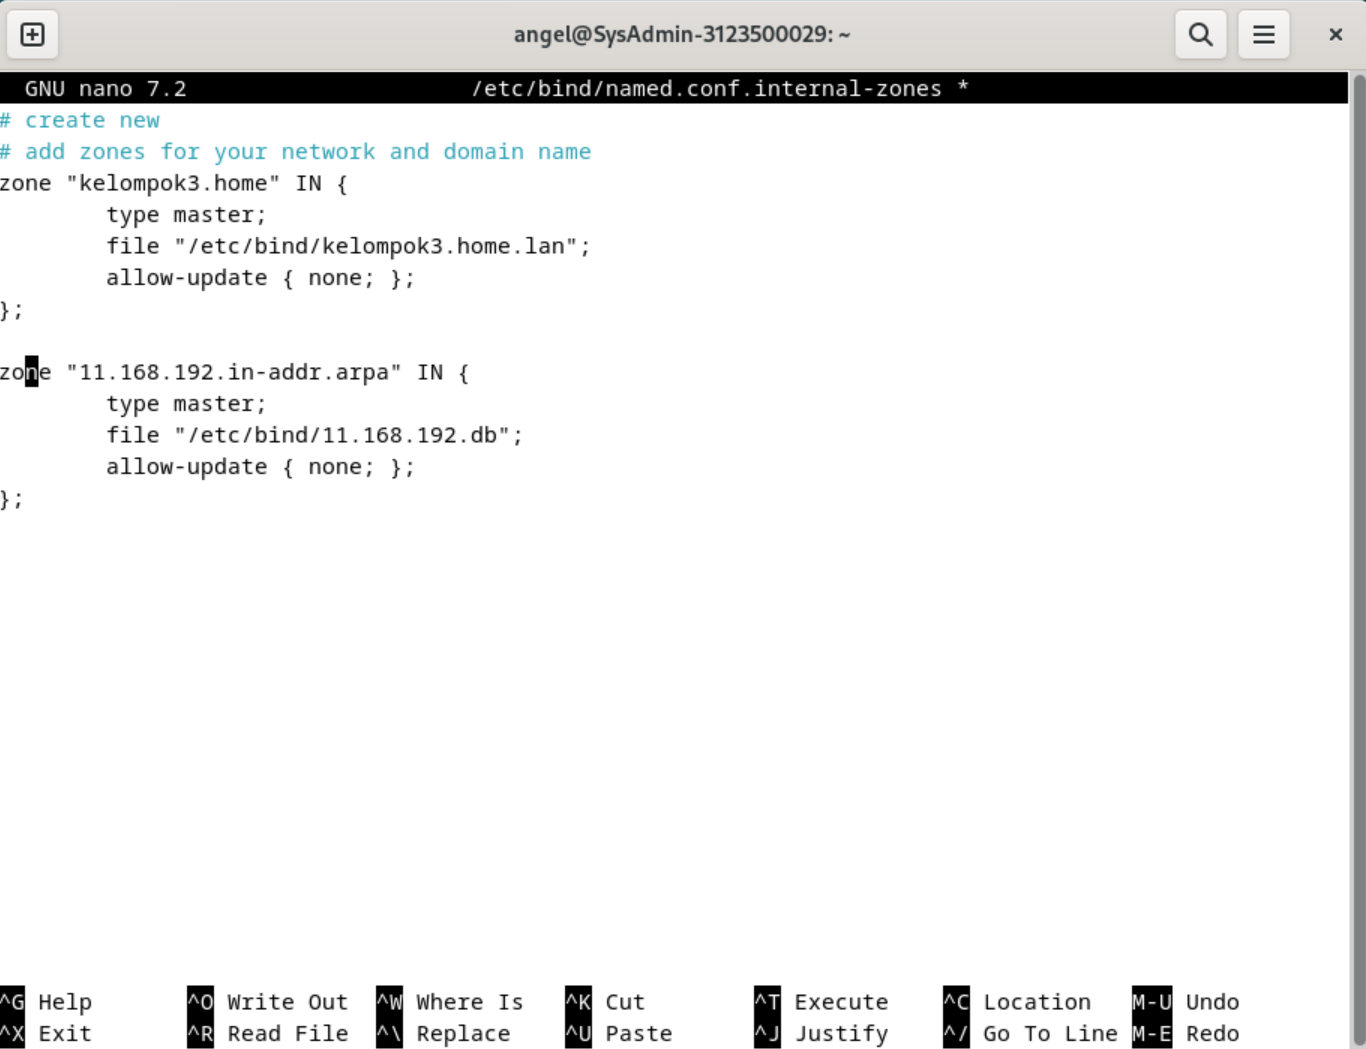 angel@SysAdmin-3123500029: ~
GNU nano 7.2 /etc/bind/named.conf.internal-zones *
# create new
# add zones for your network and domain name
zone "kelompok3.home" IN {
        type master;
        file "/etc/bind/kelompok3.home.lan";
        allow-update { none; };
};

zone "11.168.192.in-addr.arpa" IN {
        type master;
        file "/etc/bind/11.168.192.db";
        allow-update { none; };
};
^G Help ^O Write Out ^W Where Is ^K Cut ^T Execute ^C Location M-U Undo
^X Exit ^R Read File ^\ Replace ^U Paste ^J Justify ^/ Go To Line M-E Redo